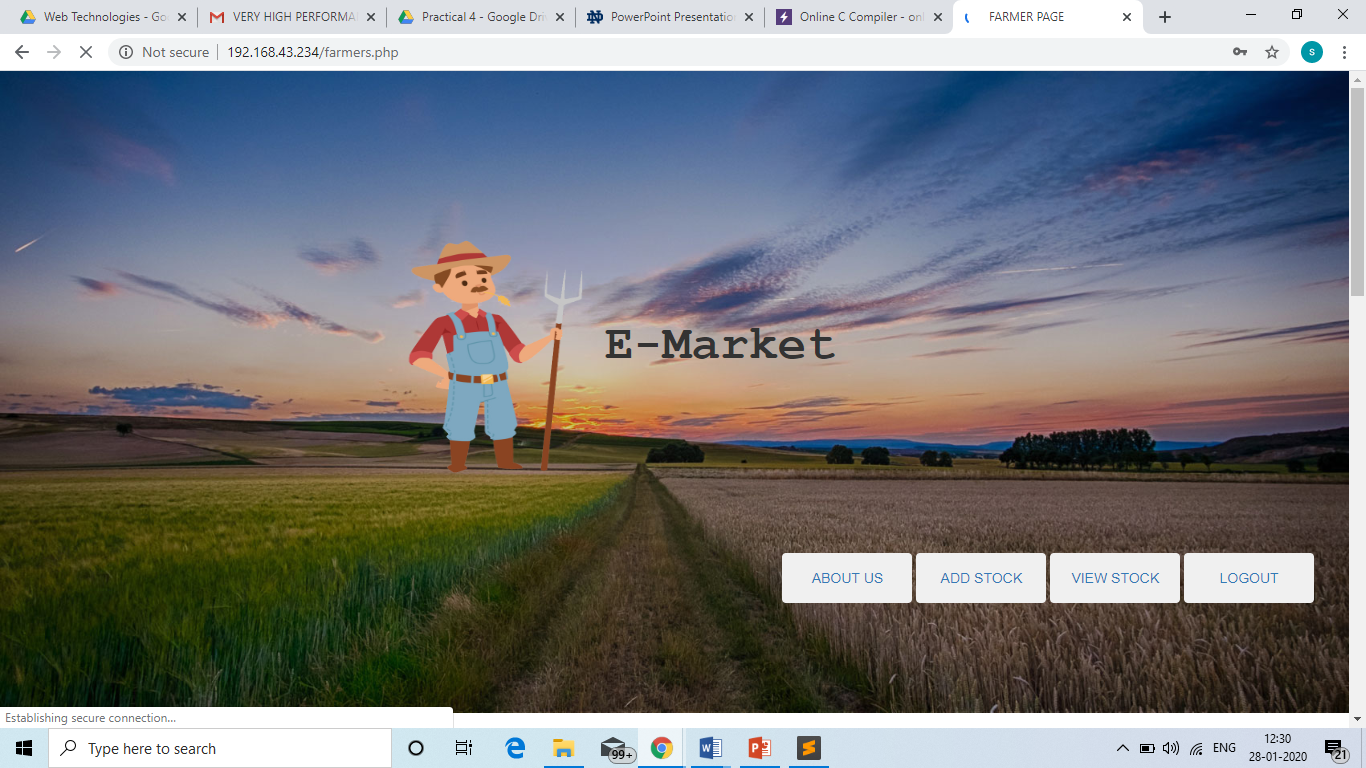 Web Technologies - Go
VERY HIGH PERFORMA
Practical 4 - Google Dri
PowerPoint Presentation
Online C Compiler - onl
FARMER PAGE
Not secure
192.168.43.234/farmers.php
s
E-Market
ABOUT US
ADD STOCK
VIEW STOCK
LOGOUT
Establishing secure connection...
Type here to search
99+
ENG
12:30
28-01-2020
21